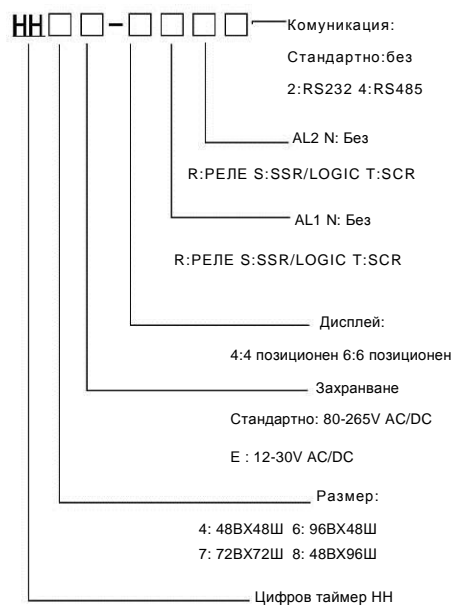 HH□□-□□□□
Комуникация:
Стандартно:без
2:RS232 4:RS485
AL2 N: Без
R:РЕЛЕ S:SSR/LOGIC T:SCR
AL1 N: Без
R:РЕЛЕ S:SSR/LOGIC T:SCR
Дисплей:
4:4 позиционен 6:6 позиционен
Захранване
Стандартно: 80-265V AC/DC
E : 12-30V AC/DC
Размер:
4: 48ВХ48Ш 6: 96ВХ48Ш
7: 72ВХ72Ш 8: 48ВХ96Ш
Цифров таймер НН